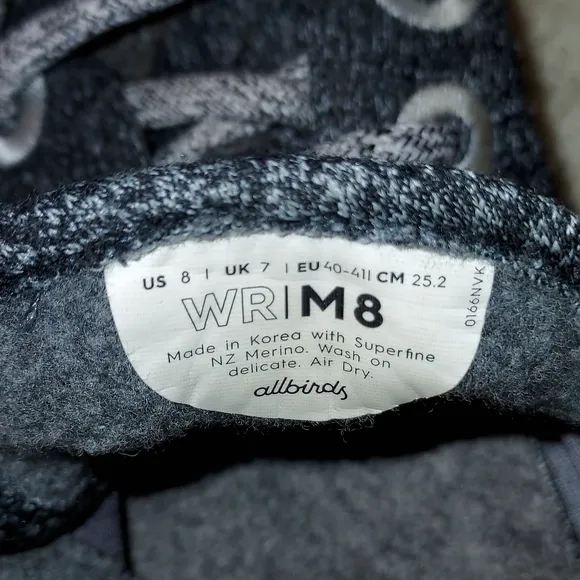 US 8 | UK 7 | EU 40-41 | CM 25.2
WR|M8
Made in Korea with Superfine
NZ Merino. Wash on
delicate. Air Dry.
allbirds
0166NVK